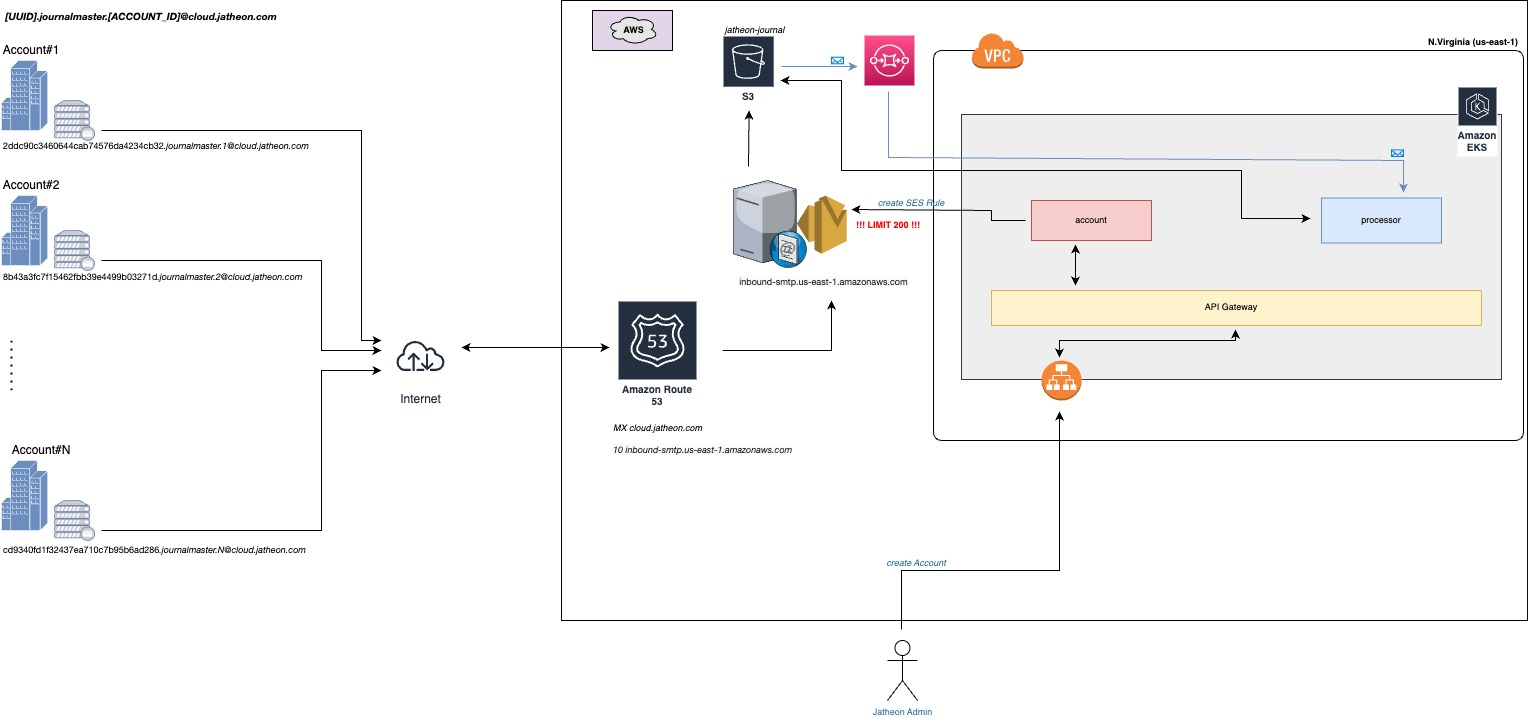 [UUID].journalmaster.[ACCOUNT_ID]@cloud.jatheon.com
Account#1
2ddc90c3460644cab74576da4234cb32.journalmaster.1@cloud.jatheon.com
Account#2
8b43a3fc7f15462fbb39e4499b03271d.journalmaster.2@cloud.jatheon.com
Account#N
cd9340fd1f32437ea710c7b95b6ad286.journalmaster.N@cloud.jatheon.com
Internet
AWS
jatheon-journal
S3
inbound-smtp.us-east-1.amazonaws.com
create SES Rule
!!! LIMIT 200 !!!
53
Amazon Route
53
MX cloud.jatheon.com
10 inbound-smtp.us-east-1.amazonaws.com
VPC
N.Virginia (us-east-1)
K
Amazon
EKS
account
processor
API Gateway
create Account
Jatheon Admin